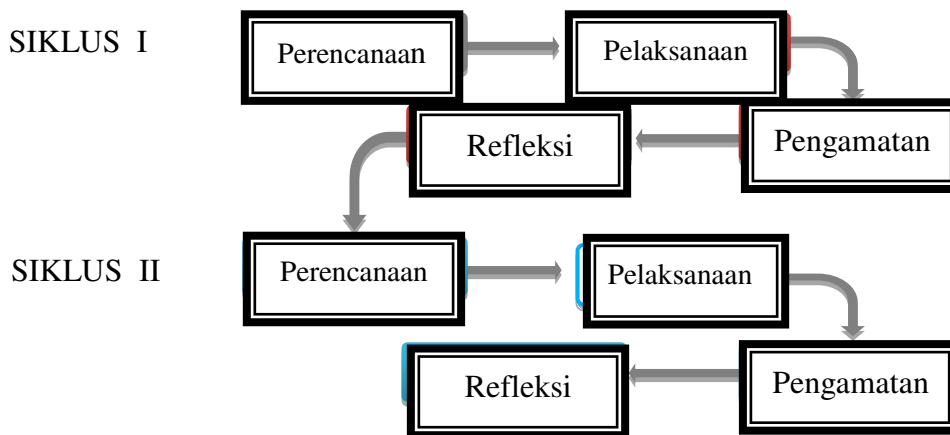 SIKLUS I
Perencanaan
Pelaksanaan
Pengamatan
Refleksi
SIKLUS II
Perencanaan
Pelaksanaan
Pengamatan
Refleksi